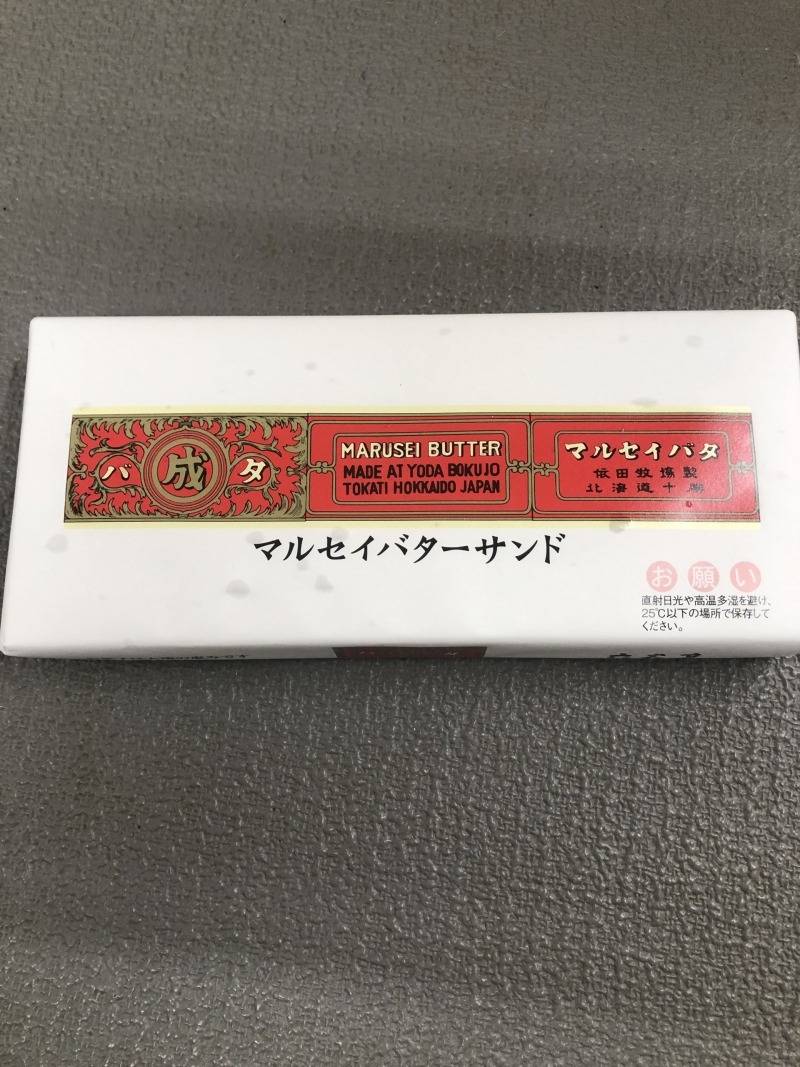 バ 成 タ
MARUSEI BUTTER
MADE AT YODA BOKUJO
TOKATI HOKKAIDO JAPAN
マルセイバタ
依田牧場製
北海道十勝
マルセイバターサンド
お願い
直射日光や高温多湿を避け、
25℃以下の場所で保存して
ください。
バ タ